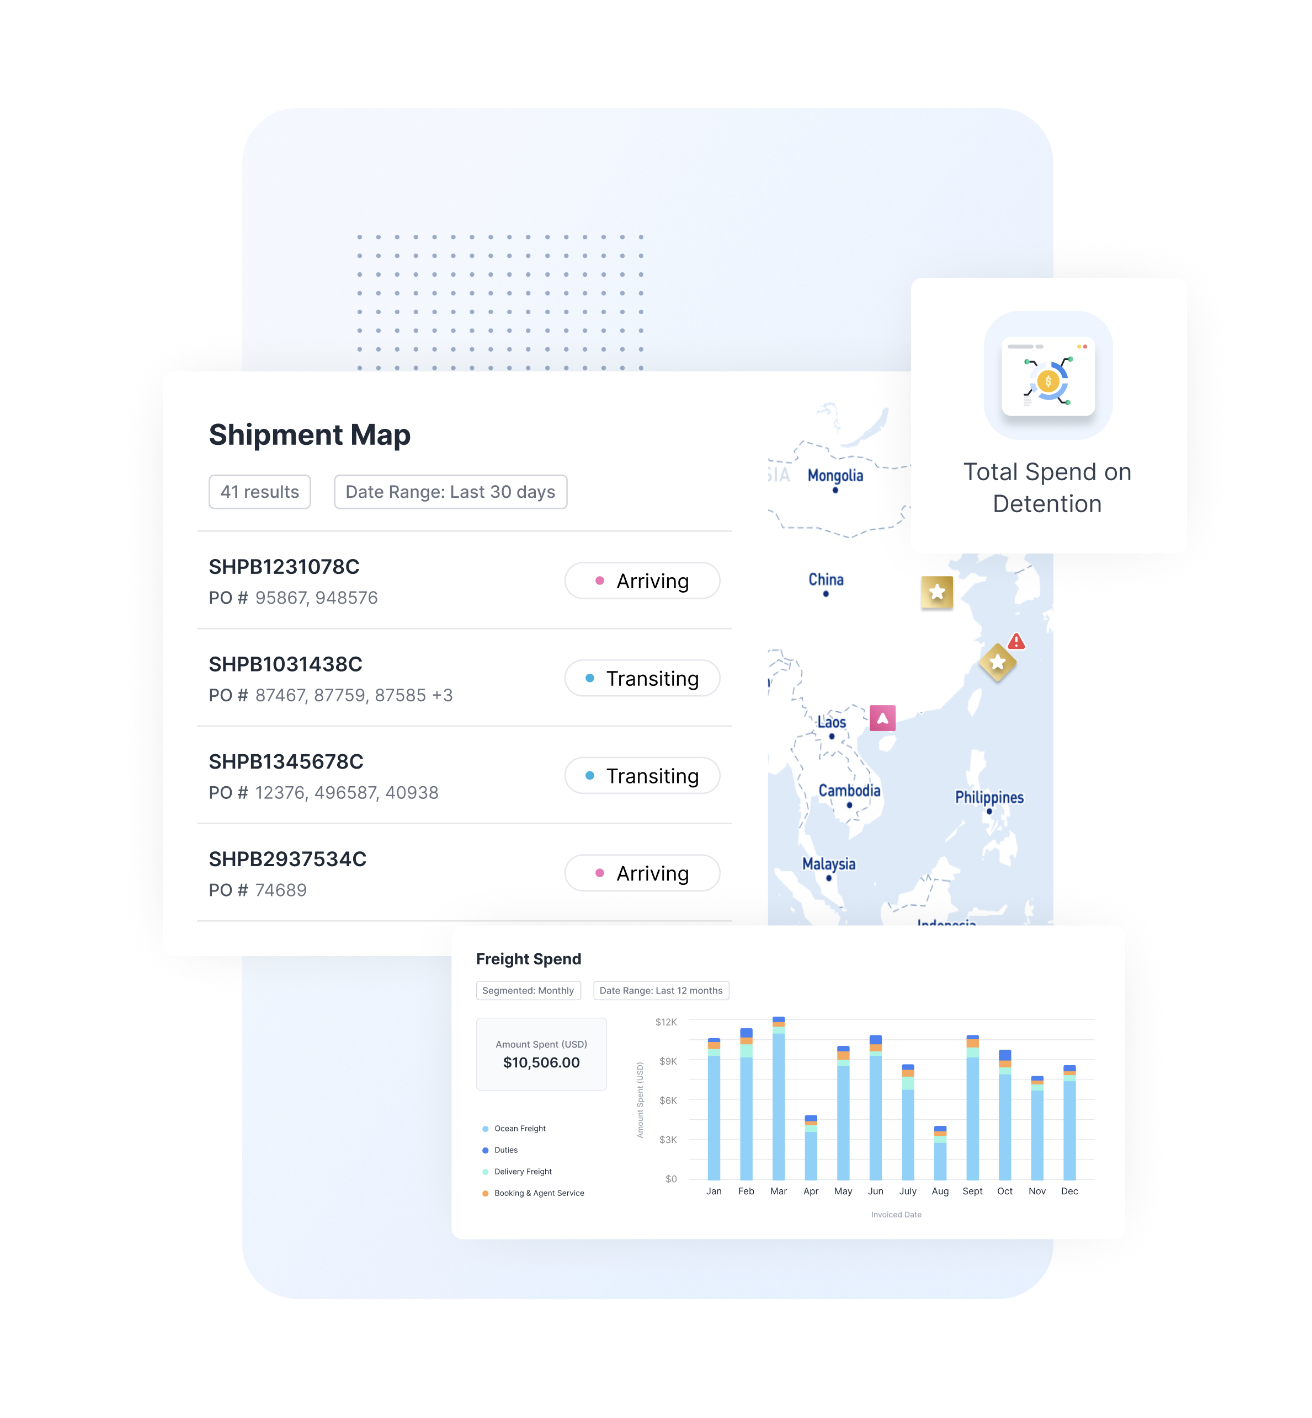 Total Spend on
Detention
Shipment Map
41 results
Date Range: Last 30 days
SHPB1231078C
PO # 95867, 948576
Arriving
SHPB1031438C
PO # 87467, 87759, 87585 +3
Transiting
SHPB1345678C
PO # 12376, 496587, 40938
Transiting
SHPB2937534C
PO # 74689
Arriving
Mongolia
China
Laos
Cambodia
Philippines
Malaysia
Indonesia
Freight Spend
Segmented: Monthly
Date Range: Last 12 months
Amount Spent (USD)
$10,506.00
Ocean Freight
Duties
Delivery Freight
Booking & Agent Service
Amount Spent (USD)
$12K
$9K
$6K
$3K
$0
Jan Feb Mar Apr May Jun July Aug Sept Oct Nov Dec
Invoiced Date